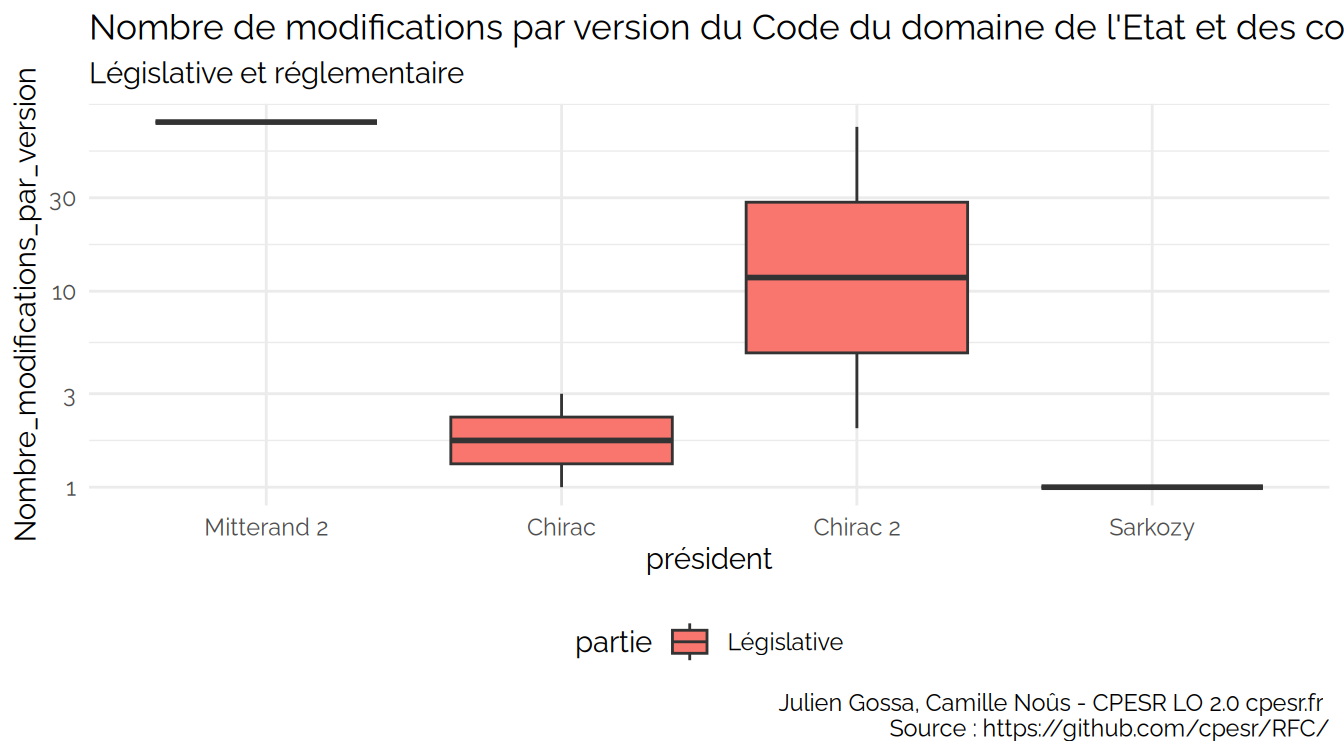 Nombre de modifications par version du Code du domaine de l'Etat et des co
Législative et réglementaire
Nombre_modifications_par_version
30
10
3
1
Mitterand 2
Chirac
Chirac 2
Sarkozy
président
partie
Législative
Julien Gossa, Camille Noûs - CPESR LO 2.0 cpesr.fr
Source : https://github.com/cpesr/RFC/